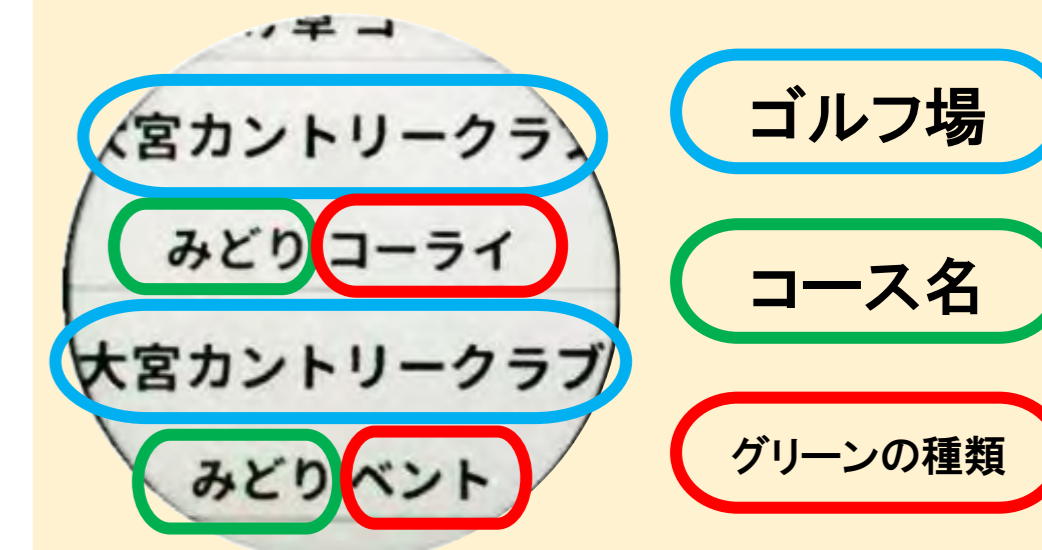 宮カントリークラ
みどり コーライ
大宮カントリークラブ
みどり ベント
ゴルフ場
コース名
グリーンの種類